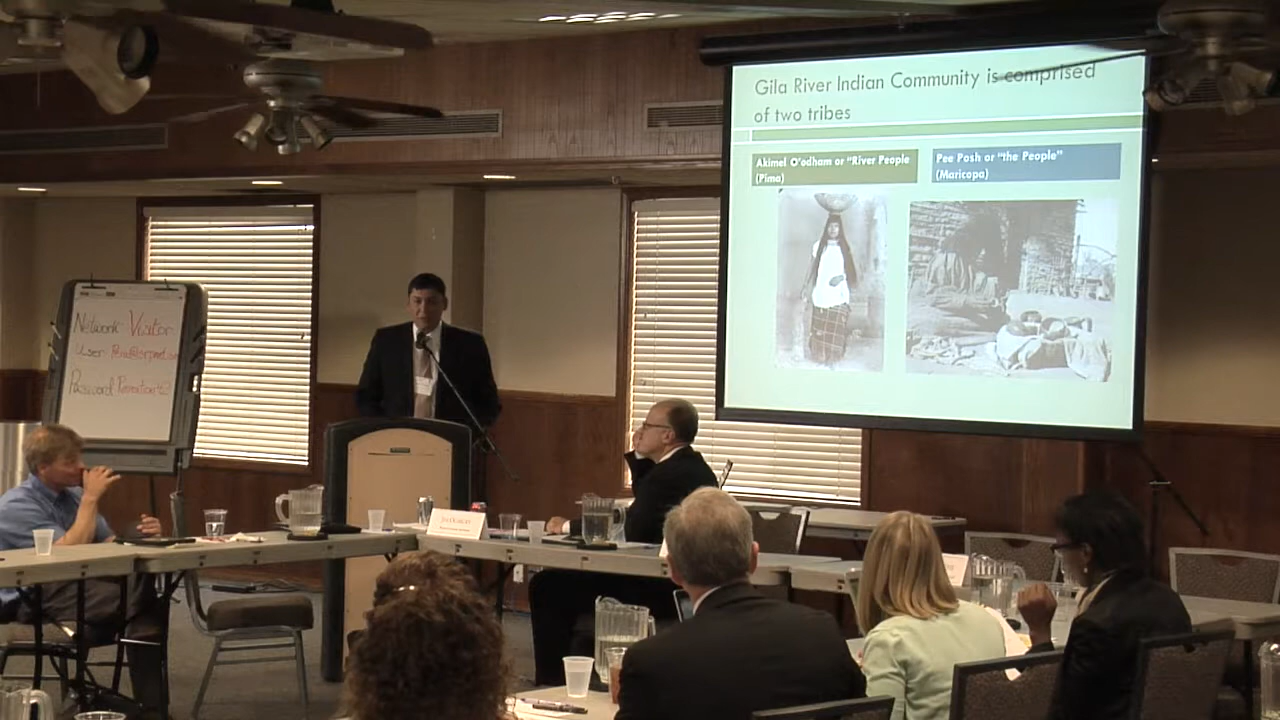 Gila River Indian Community is comprised
of two tribes
Akimel O'odham or "River People
(Pima)
Pee Posh or "the People"
(Maricopa)
Network: Visitor
User:
Password